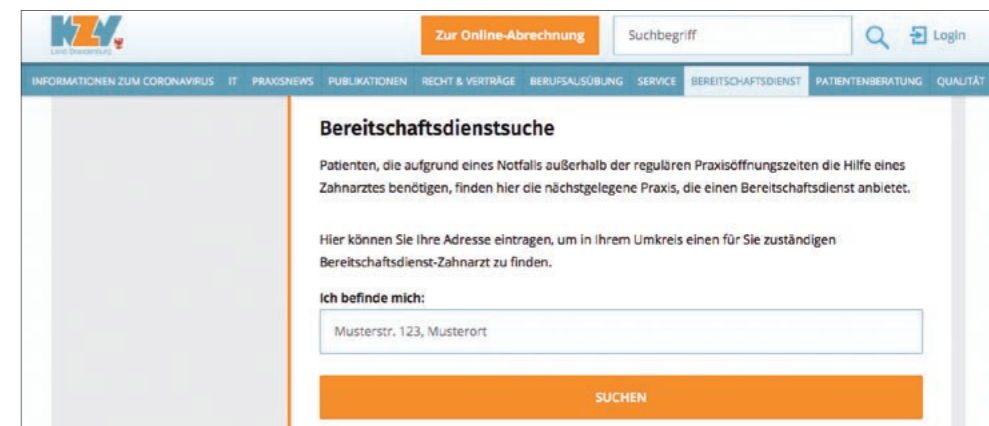 KZV
Land Brandenburg
Zur Online-Abrechnung
Suchbegriff
Login
INFORMATIONEN ZUM CORONAVIRUS IT PRAXISNEWS PUBLIKATIONEN RECHT & VERTRÄGE BERUFSAUSÜBUNG SERVICE BEREITSCHAFTSDIENST PATIENTENBERATUNG QUALITÄT
Bereitschaftsdienstsuche
Patienten, die aufgrund eines Notfalls außerhalb der regulären Praxisöffnungszeiten die Hilfe eines
Zahnarztes benötigen, finden hier die nächstgelegene Praxis, die einen Bereitschaftsdienst anbietet.
Hier können Sie Ihre Adresse eintragen, um in Ihrem Umkreis einen für Sie zuständigen
Bereitschaftsdienst-Zahnarzt zu finden.
Ich befinde mich:
Musterstr. 123, Musterort
SUCHEN